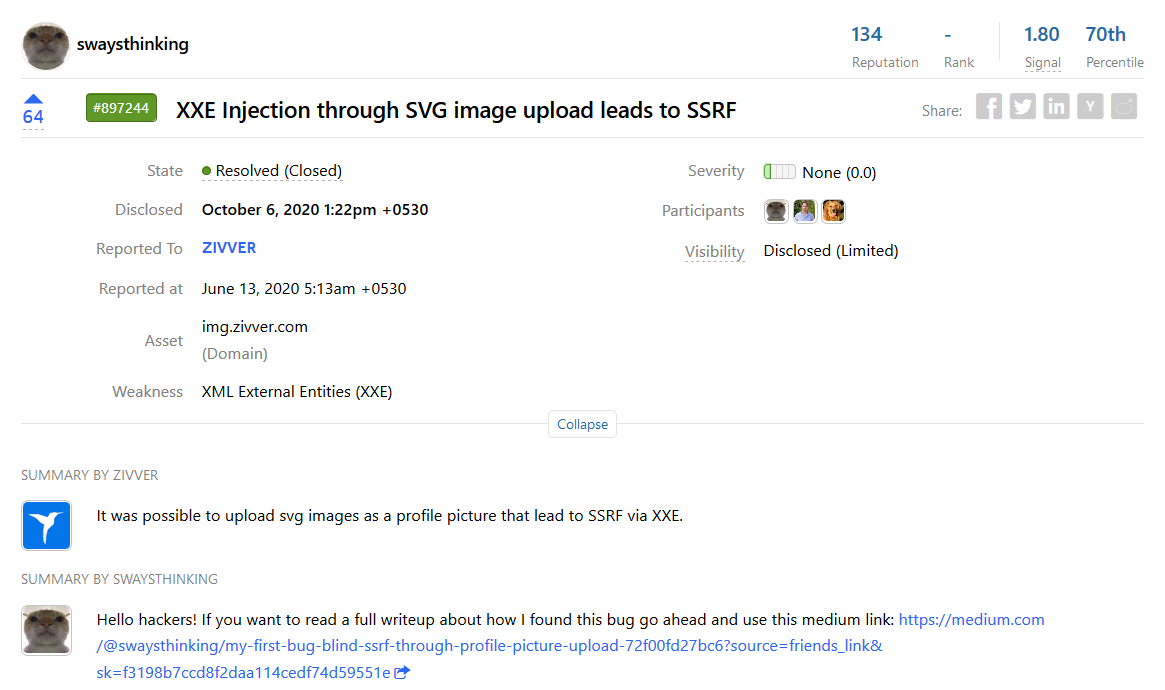 swaysthinking
134
Reputation
-
Rank
1.80
Signal
70th
Percentile
64
#897244
XXE Injection through SVG image upload leads to SSRF
Share:
State
Resolved (Closed)
Disclosed
October 6, 2020 1:22pm +0530
Reported To
ZIVVER
Reported at
June 13, 2020 5:13am +0530
Asset
img.zivver.com
(Domain)
Weakness
XML External Entities (XXE)
Severity
None (0.0)
Participants
Visibility
Disclosed (Limited)
Collapse
SUMMARY BY ZIVVER
It was possible to upload svg images as a profile picture that lead to SSRF via XXE.
SUMMARY BY SWAYSTHINKING
Hello hackers! If you want to read a full writeup about how I found this bug go ahead and use this medium link: https://medium.com
/@swaysthinking/my-first-bug-blind-ssrf-through-profile-picture-upload-72f00fd27bc6?source=friends_link&
sk=f3198b7ccd8f2daa114cedf74d59551e